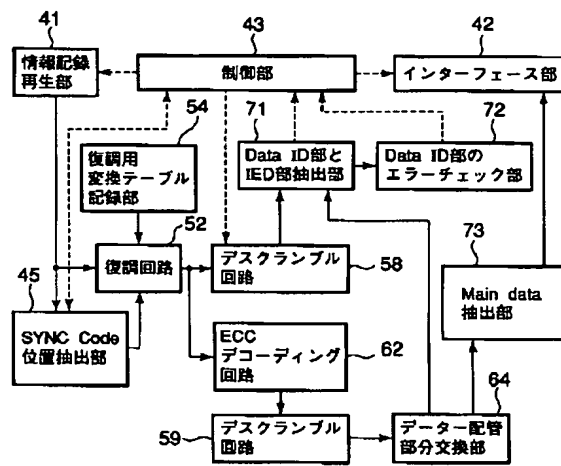 41
43
42
情報記録
再生部
制御部
インターフェース部
54
71
72
復調用
変換テーブル
記録部
Data ID部と
IED部抽出部
Data ID部の
エラーチェック部
52
73
45
復調回路
デスクランブル
回路
58
Main data
抽出部
SYNC Code
位置抽出部
ECC
デコーディング
回路
62
64
59
デスクランブル
回路
データー配管
部分交換部